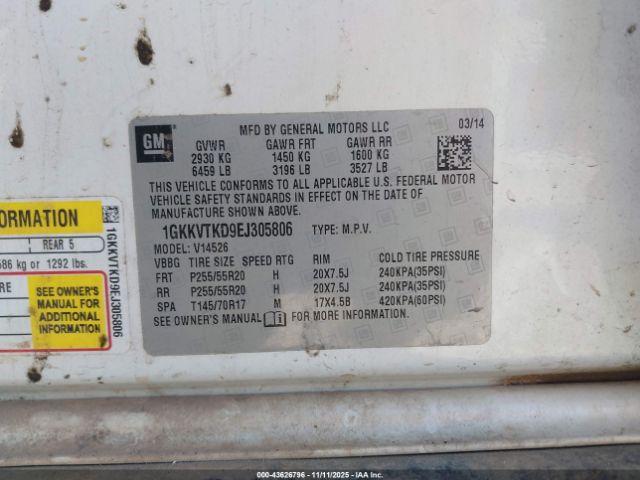 GM
MFD BY GENERAL MOTORS LLC 03/14
GVWR GAWR FRT GAWR RR
2930 KG 1450 KG 1600 KG
6459 LB 3196 LB 3527 LB
THIS VEHICLE CONFORMS TO ALL APPLICABLE U.S. FEDERAL MOTOR
VEHICLE SAFETY STANDARDS IN EFFECT ON THE DATE OF
MANUFACTURE SHOWN ABOVE.
1GKKVTKD9EJ305806 TYPE: M.P.V.
MODEL: V14526
VBBG TIRE SIZE SPEED RTG RIM COLD TIRE PRESSURE
FRT P255/55R20 H 20X7.5J 240KPA(35PSI)
RR P255/55R20 H 20X7.5J 240KPA(35PSI)
SPA T145/70R17 M 17X4.5B 420KPA(60PSI)
SEE OWNER'S MANUAL FOR MORE INFORMATION.
FORMATION
REAR 5
586 kg or 1292 lbs.
SEE OWNER'S
MANUAL FOR
ADDITIONAL
INFORMATION
1GKKVTKD9EJ305806
000-43626796 - 11/11/2025 - IAA, Inc.